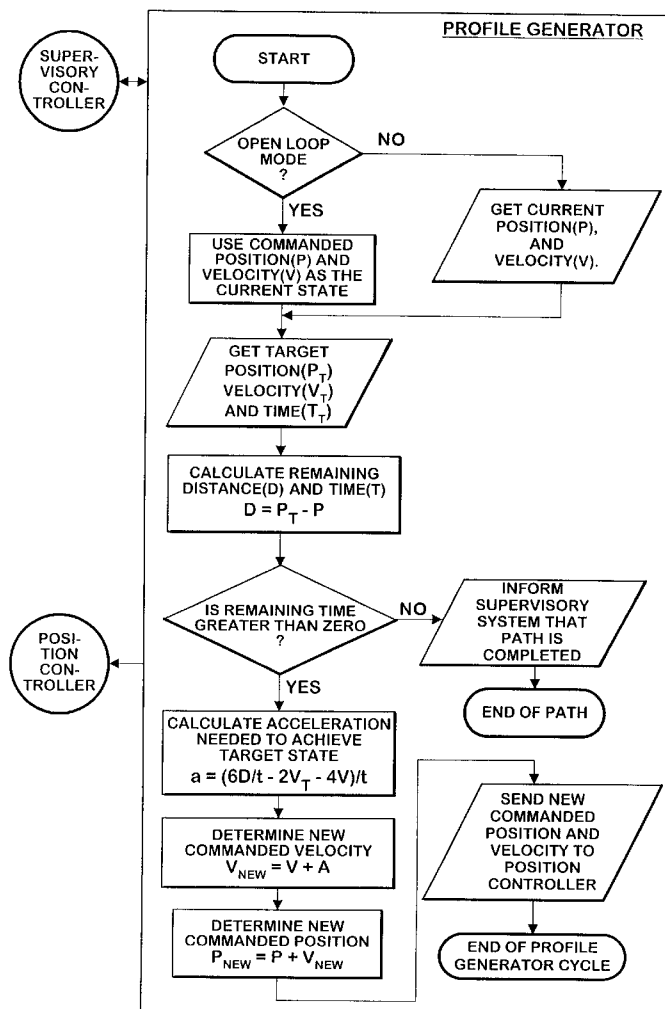 PROFILE GENERATOR
SUPER-
VISORY
CON-
TROLLER
START
OPEN LOOP
MODE
?
NO
YES
GET CURRENT
POSITION(P),
AND
VELOCITY(V).
USE COMMANDED
POSITION(P) AND
VELOCITY(V) AS THE
CURRENT STATE
GET TARGET
POSITION(P_T)
VELOCITY(V_T)
AND TIME(T_T)
CALCULATE REMAINING
DISTANCE(D) AND TIME(T)
D = P_T - P
IS REMAINING TIME
GREATER THAN ZERO
?
NO
YES
INFORM
SUPERVISORY
SYSTEM THAT
PATH IS
COMPLETED
END OF PATH
POSI-
TION
CON-
TROLLER
CALCULATE ACCELERATION
NEEDED TO ACHIEVE
TARGET STATE
a = (6D/t - 2V_T - 4V)/t
DETERMINE NEW
COMMANDED VELOCITY
V_NEW = V + A
DETERMINE NEW
COMMANDED POSITION
P_NEW = P + V_NEW
SEND NEW
COMMANDED
POSITION AND
VELOCITY TO
POSITION
CONTROLLER
END OF PROFILE
GENERATOR CYCLE